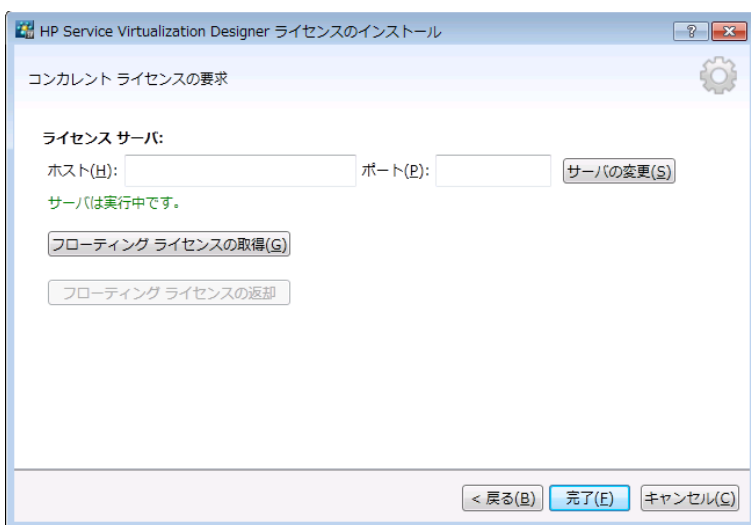 HP Service Virtualization Designer ライセンスのインストール
コンカレント ライセンスの要求
ライセンス サーバ:
ホスト(H): ポート(P): サーバの変更(S)
サーバは実行中です。
フローティング ライセンスの取得(G)
フローティング ライセンスの返却
< 戻る(B) 完了(F) キャンセル(C)